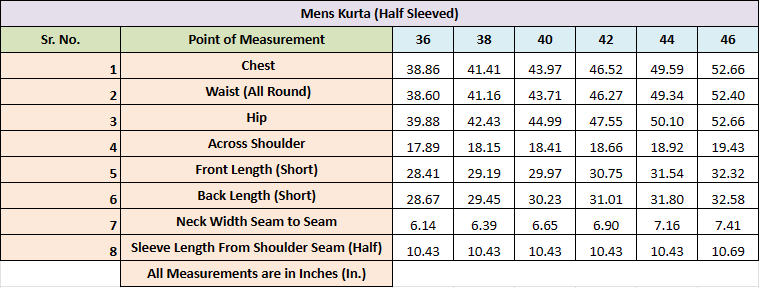 Mens Kurta (Half Sleeved)
Sr. No. Point of Measurement 36 38 40 42 44 46
1 Chest 38.86 41.41 43.97 46.52 49.59 52.66
2 Waist (All Round) 38.60 41.16 43.71 46.27 49.34 52.40
3 Hip 39.88 42.43 44.99 47.55 50.10 52.66
4 Across Shoulder 17.89 18.15 18.41 18.66 18.92 19.43
5 Front Length (Short) 28.41 29.19 29.97 30.75 31.54 32.32
6 Back Length (Short) 28.67 29.45 30.23 31.01 31.80 32.58
7 Neck Width Seam to Seam 6.14 6.39 6.65 6.90 7.16 7.41
8 Sleeve Length From Shoulder Seam (Half) 10.43 10.43 10.43 10.43 10.43 10.69
All Measurements are in Inches (In.)